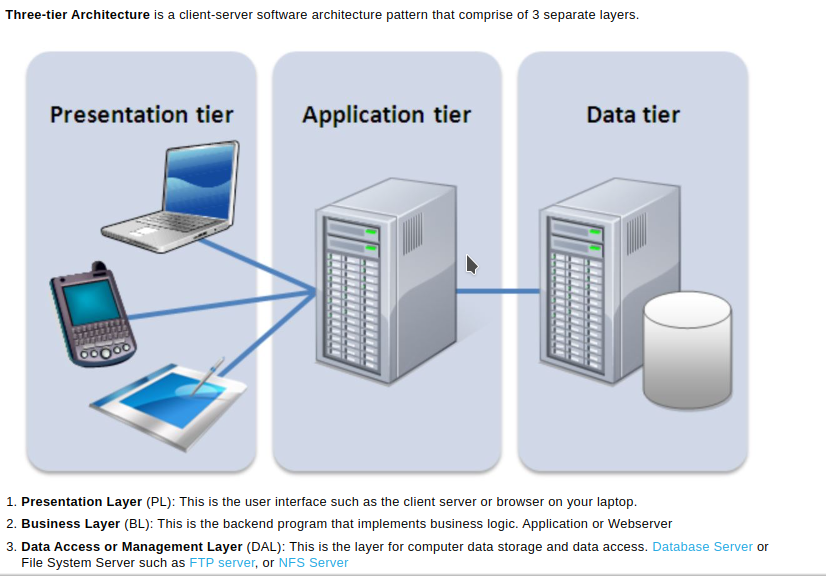 Three-tier Architecture is a client-server software architecture pattern that comprise of 3 separate layers.
Presentation tier
Application tier
Data tier
1. Presentation Layer (PL): This is the user interface such as the client server or browser on your laptop.
2. Business Layer (BL): This is the backend program that implements business logic. Application or Webserver
3. Data Access or Management Layer (DAL): This is the layer for computer data storage and data access. Database Server or
File System Server such as FTP server, or NFS Server